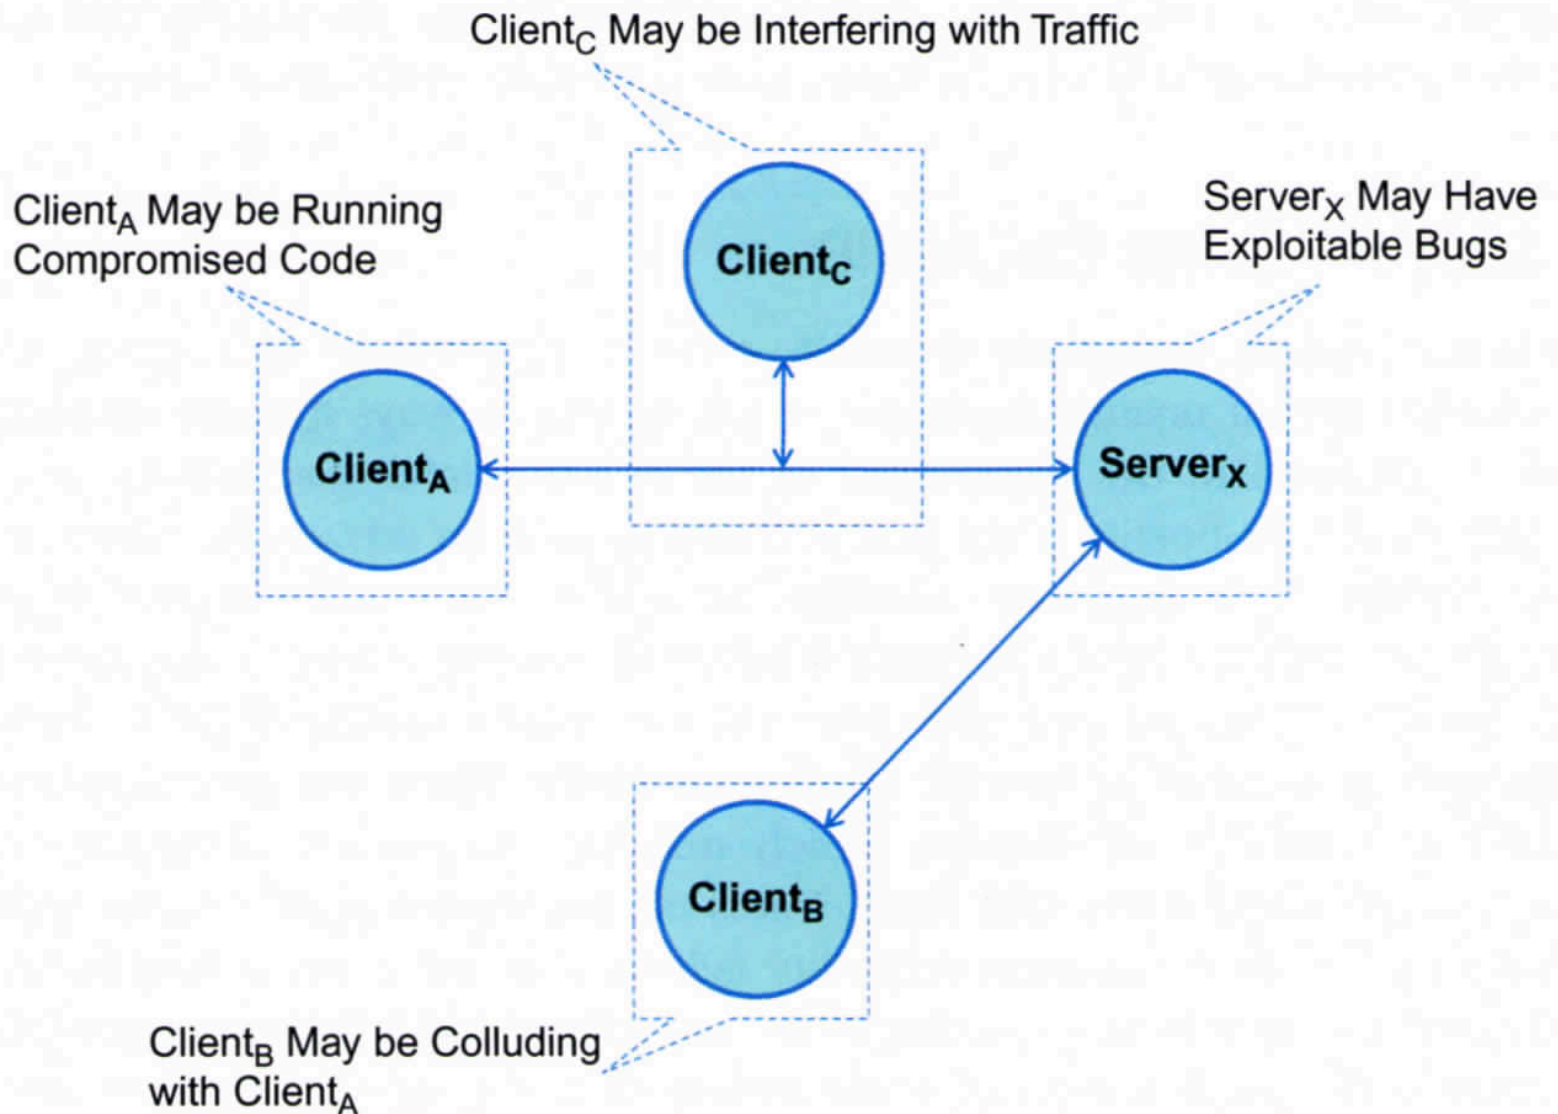 Client_C May be Interfering with Traffic
Client_A May be Running
Compromised Code
Server_X May Have
Exploitable Bugs
Client_C
Client_A
Server_X
Client_B
Client_B May be Colluding
with Client_A